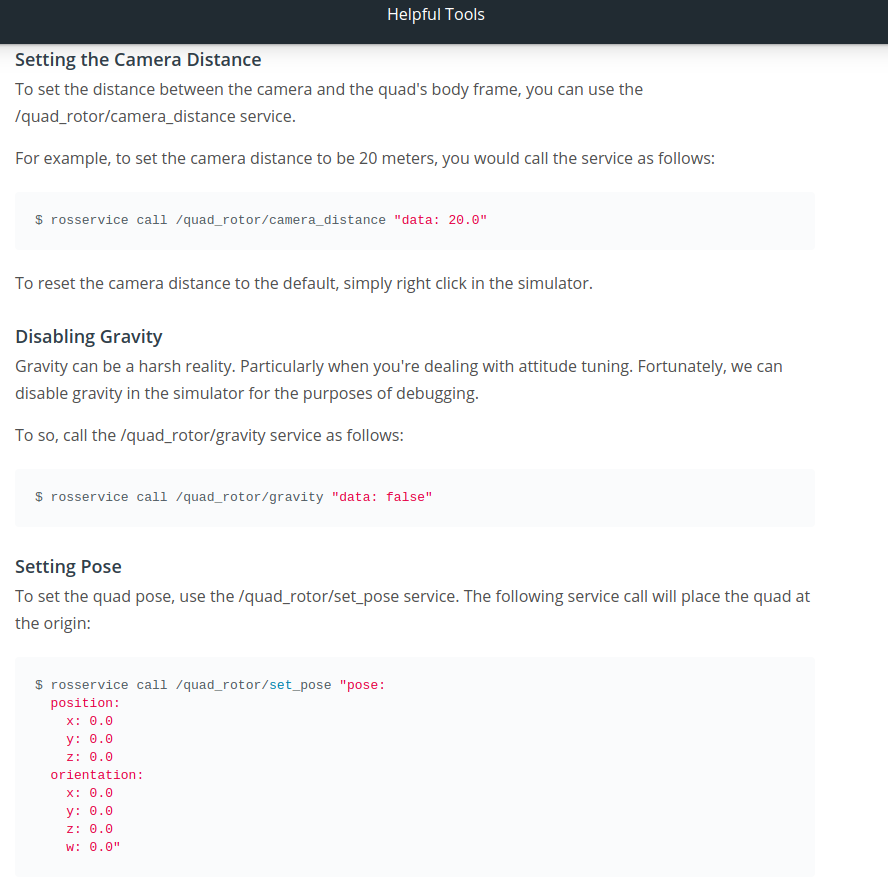 Helpful Tools
Setting the Camera Distance
To set the distance between the camera and the quad's body frame, you can use the
/quad_rotor/camera_distance service.
For example, to set the camera distance to be 20 meters, you would call the service as follows:
$ rosservice call /quad_rotor/camera_distance "data: 20.0"
To reset the camera distance to the default, simply right click in the simulator.
Disabling Gravity
Gravity can be a harsh reality. Particularly when you're dealing with attitude tuning. Fortunately, we can
disable gravity in the simulator for the purposes of debugging.
To so, call the /quad_rotor/gravity service as follows:
$ rosservice call /quad_rotor/gravity "data: false"
Setting Pose
To set the quad pose, use the /quad_rotor/set_pose service. The following service call will place the quad at
the origin:
$ rosservice call /quad_rotor/set_pose "pose:
  position:
    x: 0.0
    y: 0.0
    z: 0.0
  orientation:
    x: 0.0
    y: 0.0
    z: 0.0
    w: 0.0"